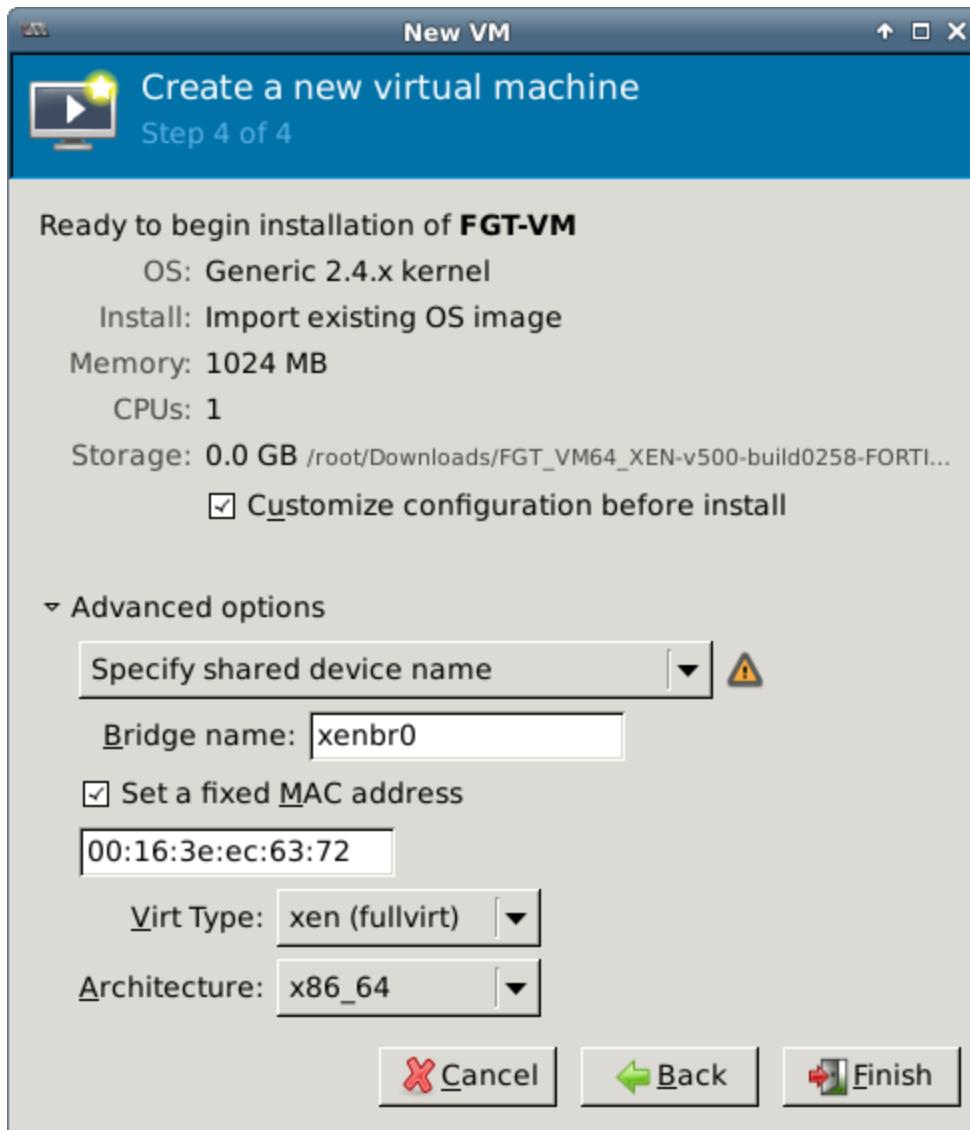 New VM
Create a new virtual machine
Step 4 of 4
Ready to begin installation of FGT-VM
OS: Generic 2.4.x kernel
Install: Import existing OS image
Memory: 1024 MB
CPUs: 1
Storage: 0.0 GB /root/Downloads/FGT_VM64_XEN-v500-build0258-FORTI...
Customize configuration before install
Advanced options
Specify shared device name
Bridge name: xenbr0
Set a fixed MAC address
00:16:3e:ec:63:72
Virt Type: xen (fullvirt)
Architecture: x86_64
Cancel Back Finish